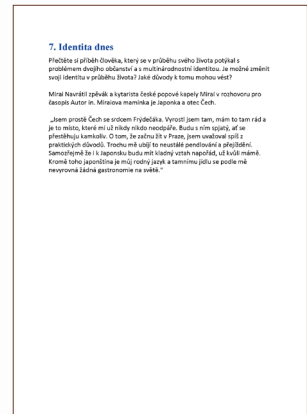 7. Identita dnes
Přečtěte si příběh člověka, který se v průběhu svého života potýkal s
problémem dvojího občanství a s multinárodnostní identitou. Je možné změnit
svoji identitu v průběhu života? Jaké důvody k tomu mohou vést?
Mirai Navrátil zpěvák a kytarista české popové kapely Mirai v rozhovoru pro
časopis Autor in. Miraiova maminka je Japonka a otec Čech.
„Jsem prostě Čech se srdcem Frýdečáka. Vyrostl jsem tam, mám to tam rád a
je to místo, které mi už nikdy nikdo neodpáře. Budu s ním spjatý, ať se
přestěhuju kamkoliv. O tom, že začnu žít v Praze, jsem uvažoval spíš z
praktických důvodů. Trochu mě ubíjí to neustálé pendlování a přejíždění.
Samozřejmě že i k Japonsku budu mít kladný vztah napořád, už kvůli mámě.
Kromě toho japonština je můj rodný jazyk a tamnímu jídlu se podle mě
nevyrovná žádná gastronomie na světě.“